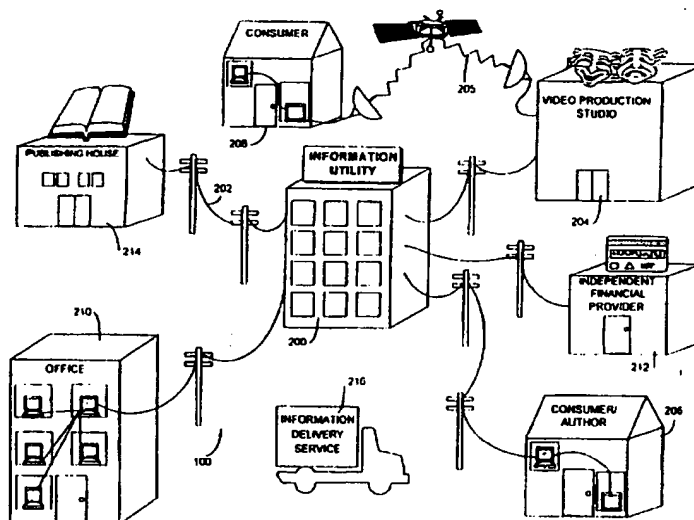 CONSUMER
205
VIDEO PRODUCTION
STUDIO
208
PUBLISHING HOUSE
INFORMATION
UTILITY
202
204
214
INDEPENDENT
FINANCIAL
PROVIDER
210
200
212
OFFICE
216
INFORMATION
DELIVERY
SERVICE
CONSUMER/
AUTHOR
206
100